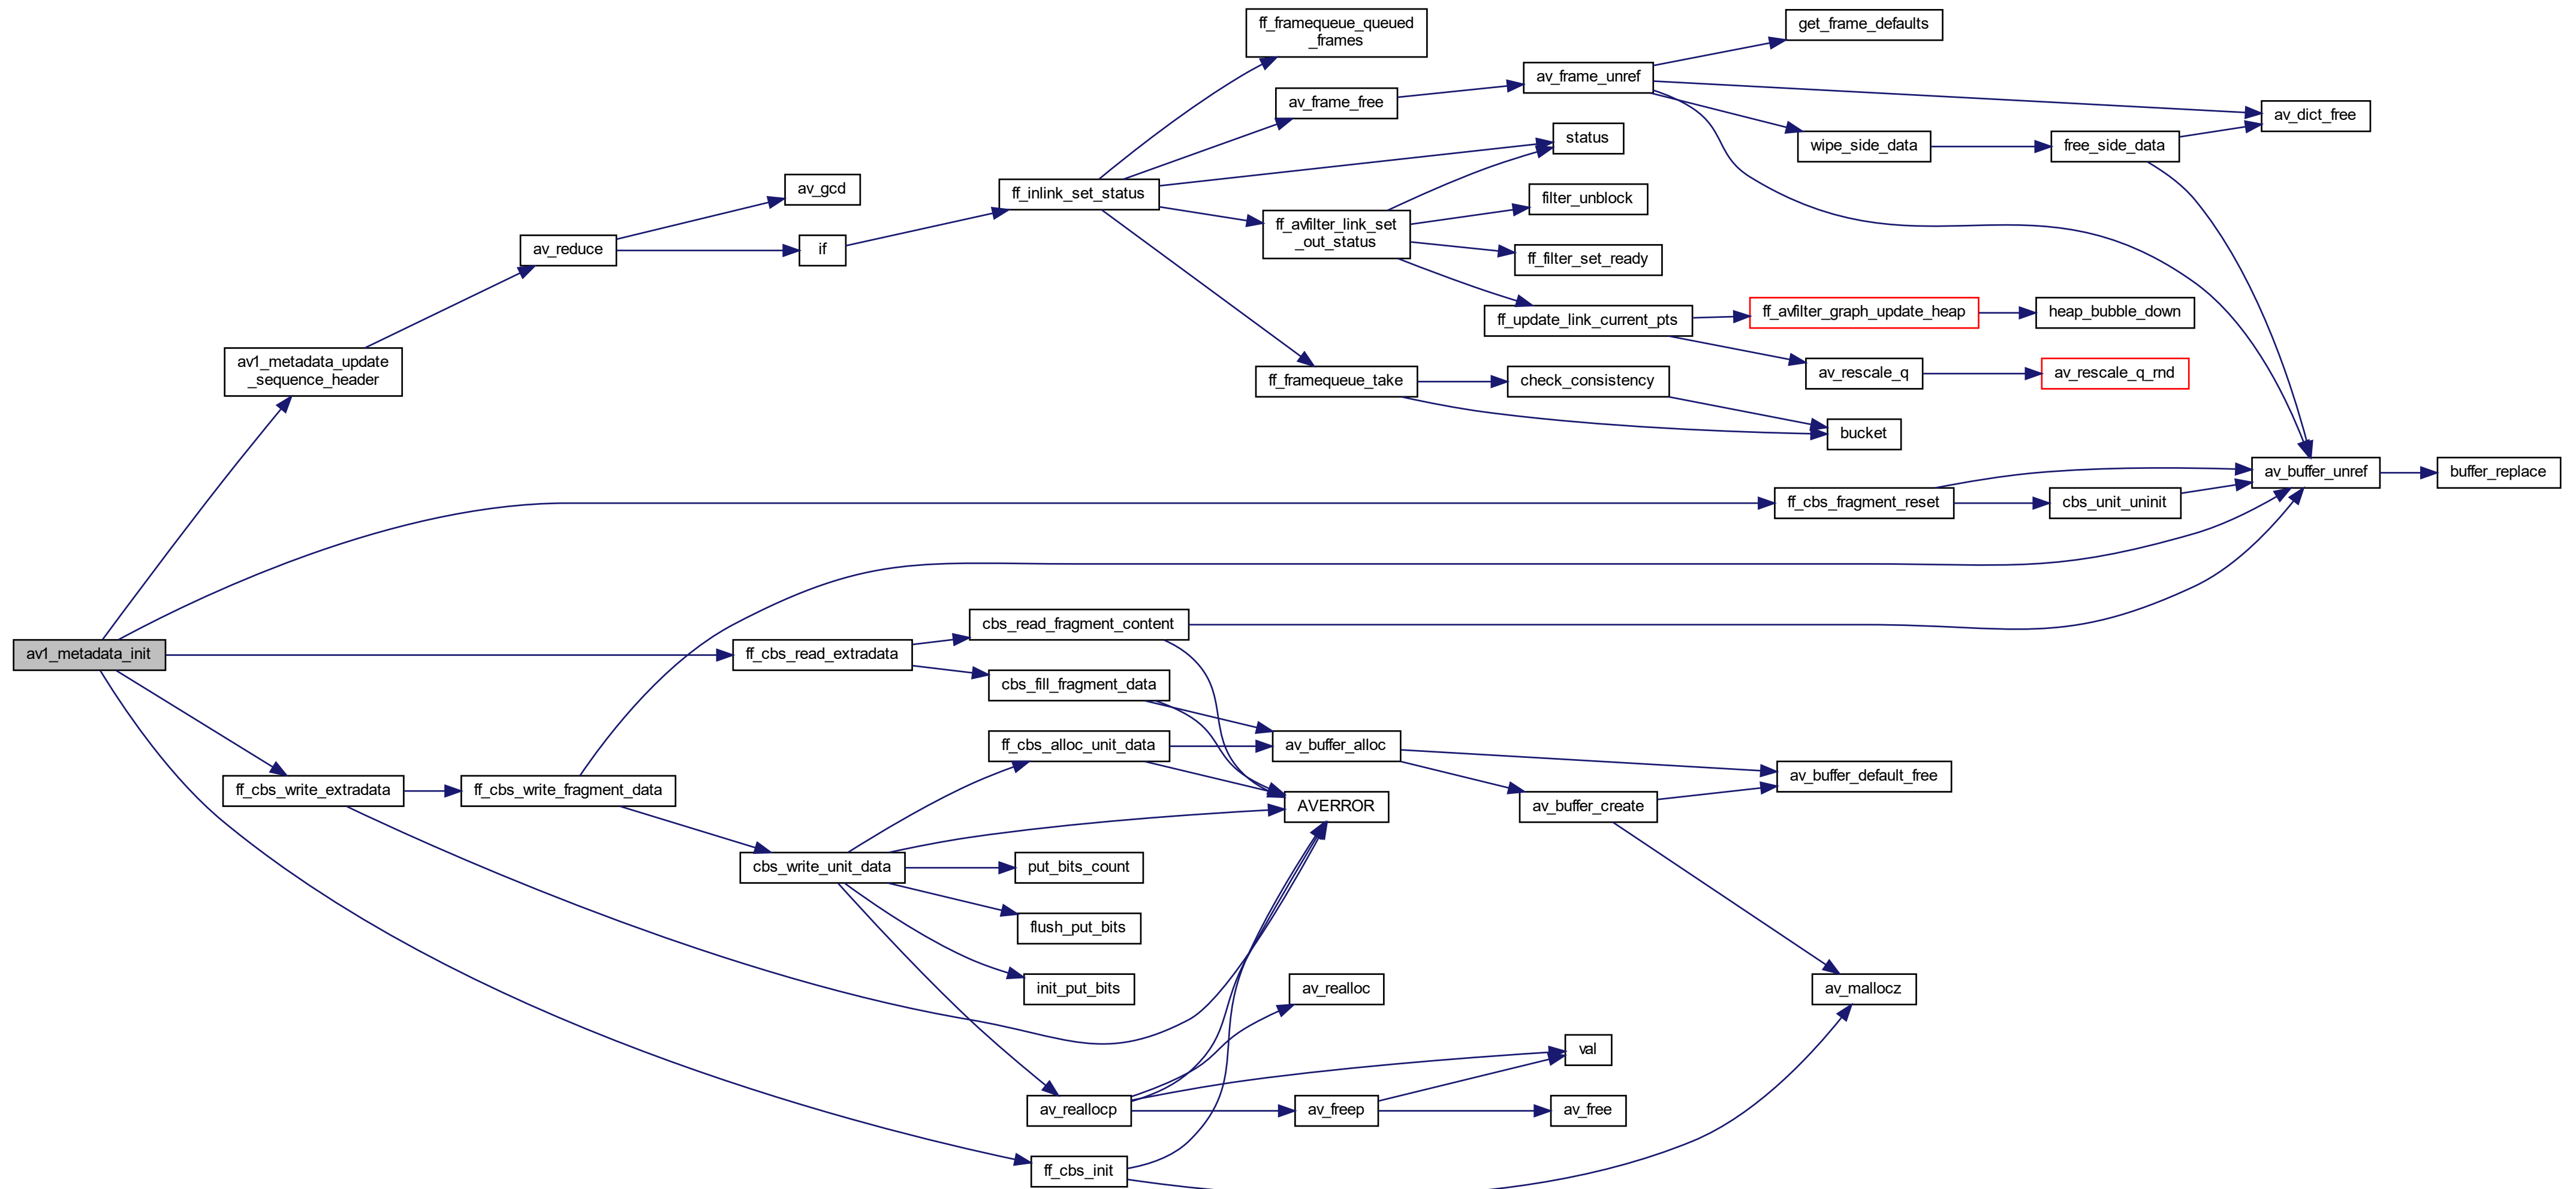 ff_framequeue_queued
_frames
get_frame_defaults
av_frame_unref
av_frame_free
av_dict_free
status
wipe_side_data
free_side_data
av_gcd
ff_inlink_set_status
filter_unblock
ff_avfilter_link_set
_out_status
av_reduce
if
ff_filter_set_ready
ff_update_link_current_pts
ff_avfilter_graph_update_heap
heap_bubble_down
av1_metadata_update
_sequence_header
ff_framequeue_take
check_consistency
av_rescale_q
av_rescale_q_rnd
bucket
av_buffer_unref
buffer_replace
ff_cbs_fragment_reset
cbs_unit_uninit
cbs_read_fragment_content
av1_metadata_init
ff_cbs_read_extradata
cbs_fill_fragment_data
ff_cbs_alloc_unit_data
av_buffer_alloc
av_buffer_default_free
ff_cbs_write_extradata
ff_cbs_write_fragment_data
AVERROR
av_buffer_create
cbs_write_unit_data
put_bits_count
flush_put_bits
init_put_bits
av_realloc
av_mallocz
val
av_reallocp
av_freep
av_free
ff_cbs_init